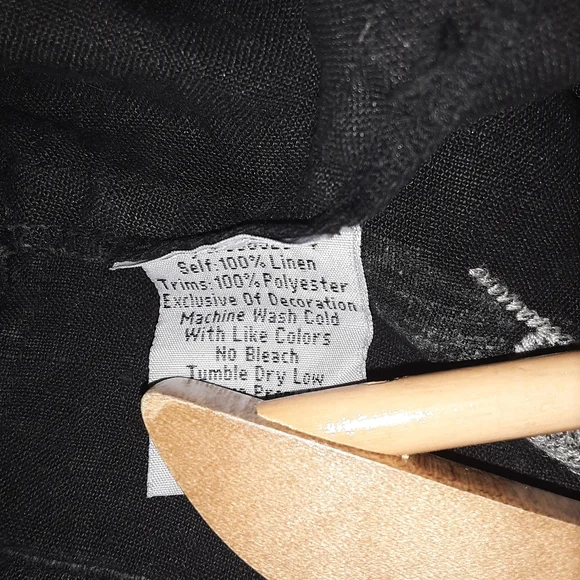 Self:100% Linen
Trims:100% Polyester
Exclusive Of Decoration
Machine Wash Cold
With Like Colors
No Bleach
Tumble Dry Low